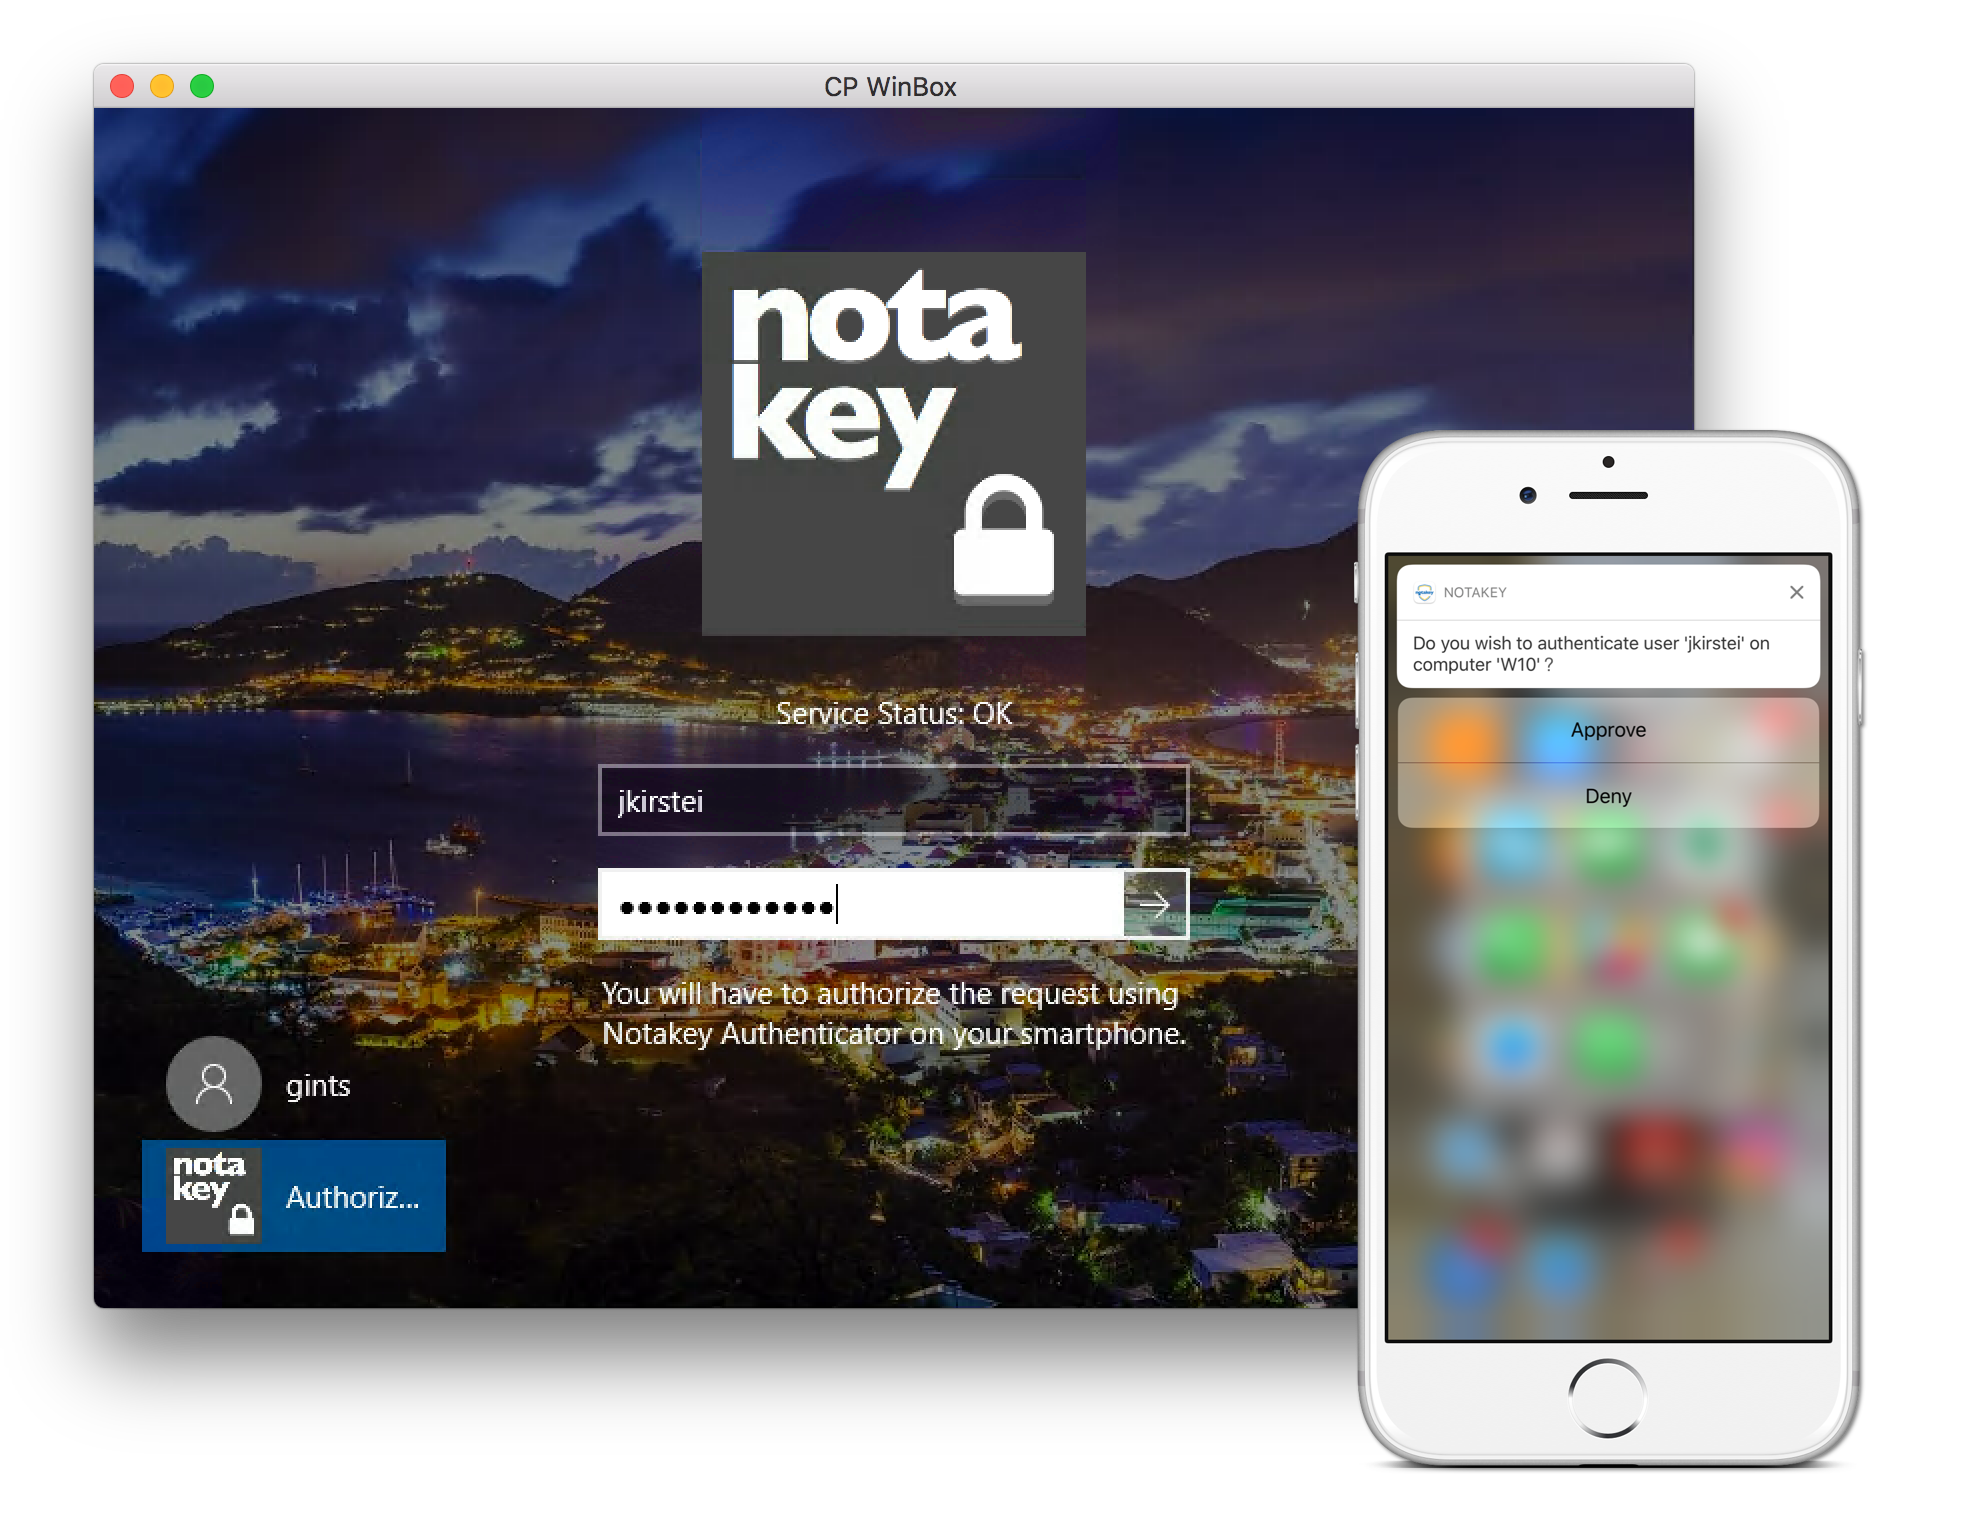 CP WinBox
nota
key
Service Status: OK
jkirstei
You will have to authorize the request using
Notakey Authenticator on your smartphone.
gints
nota
key
Authoriz...
NOTAKEY
Do you wish to authenticate user 'jkirstei' on
computer 'W10' ?
Approve
Deny